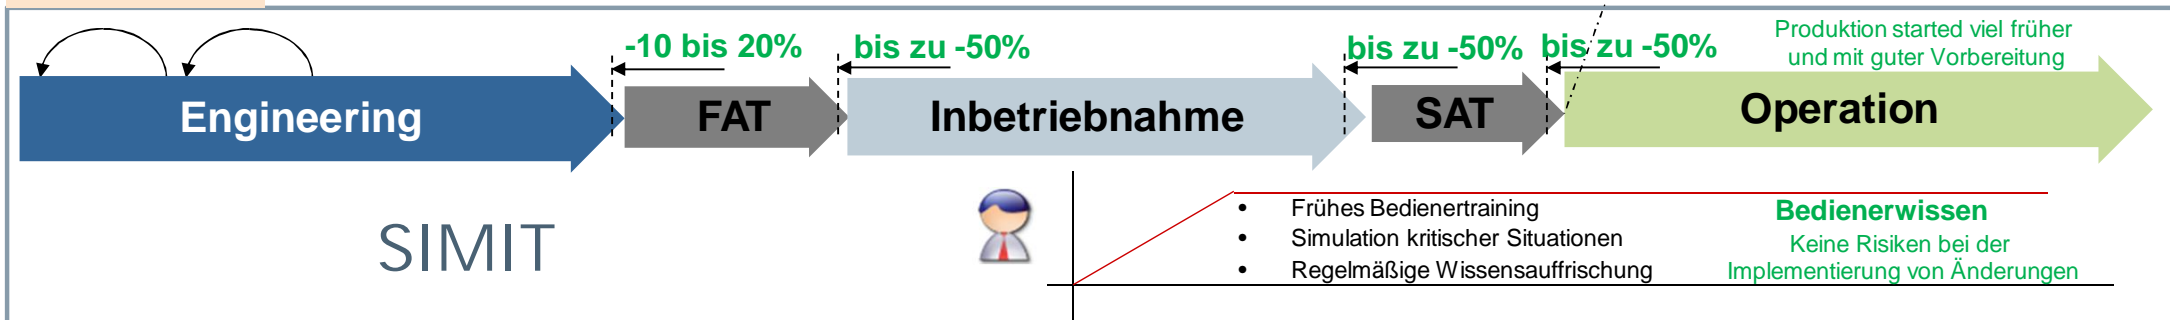 -10 bis 20%
bis zu -50%
bis zu -50%
bis zu -50%
Produktion started viel früher
und mit guter Vorbereitung
Engineering
FAT
Inbetriebnahme
SAT
Operation
SIMIT
• Frühes Bedienertraining
• Simulation kritischer Situationen
• Regelmäßige Wissensauffrischung
Bedienerwissen
Keine Risiken bei der
Implementierung von Änderungen